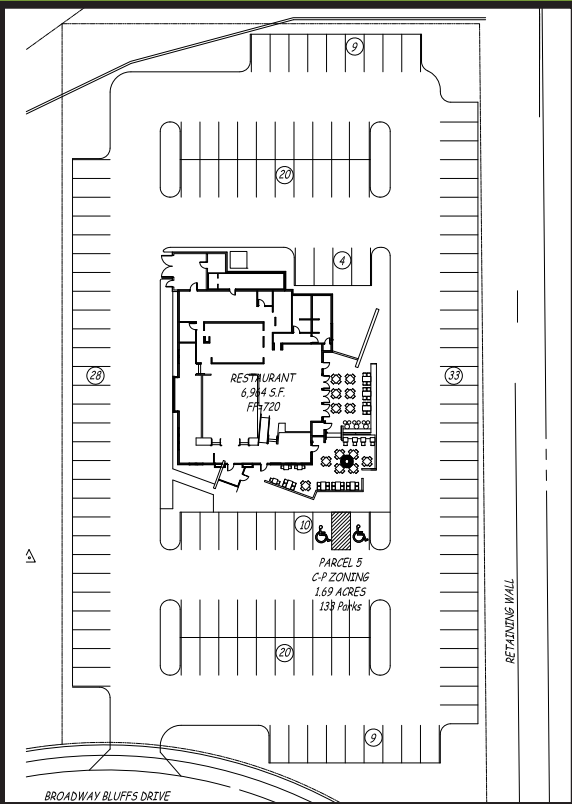 9
20
4
28
33
RESTAURANT
6,964 S.F.
FF=720
10
PARCEL 5
C-P ZONING
1.69 ACRES
133 Parks
RETAINING WALL
20
9
BROADWAY BLUFFS DRIVE